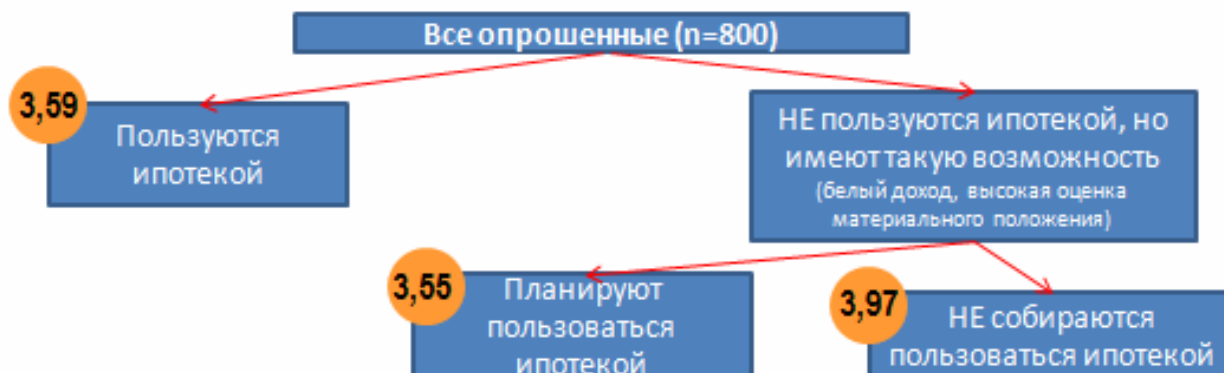 Все опрошенные (n=800)
3,59
Пользуются
ипотекой
НЕ пользуются ипотекой, но
имеют такую возможность
(белый доход, высокая оценка
материального положения)
3,55
Планируют
пользоваться
ипотекой
3,97
НЕ собираются
пользоваться ипотекой